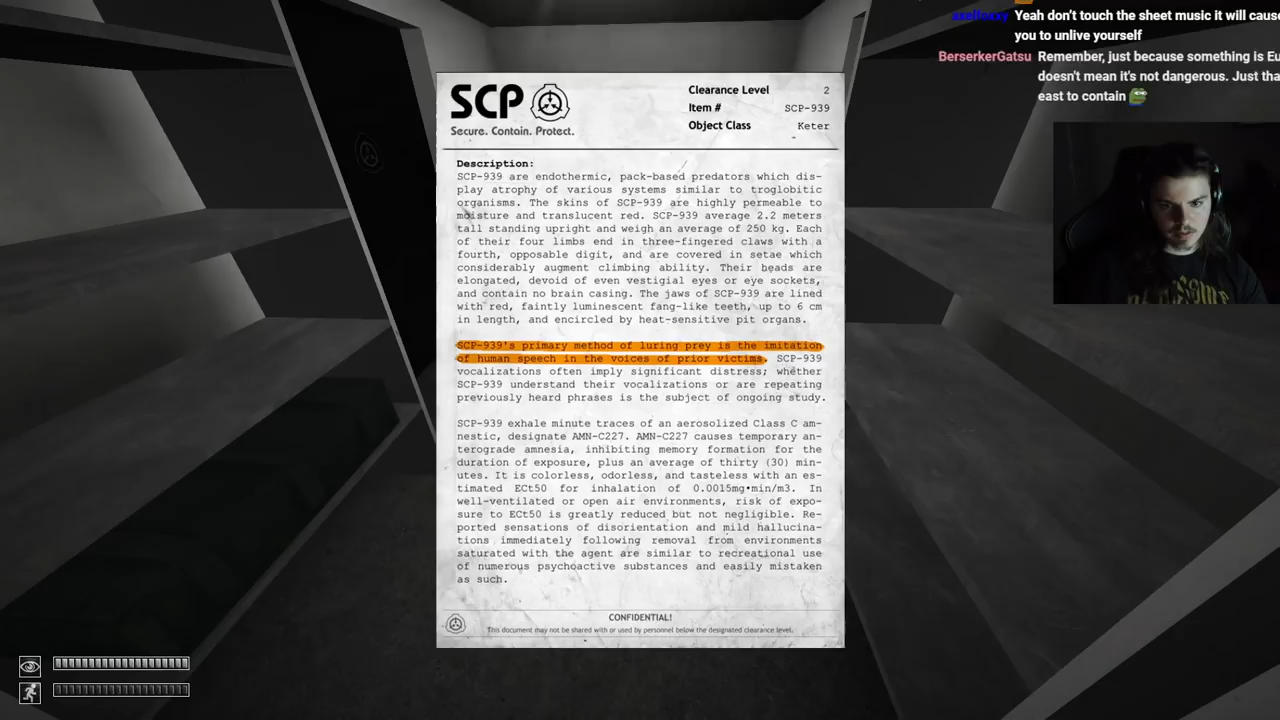 axelfoxxy Yeah don't touch the sheet music it will cause
you to unlive yourself
BerserkerGatsu Remember, just because something is Eu
doesn't mean it's not dangerous. Just tha
east to contain
SCP
Secure. Contain. Protect.
Clearance Level 2
Item # SCP-939
Object Class Keter
Description:
SCP-939 are endothermic, pack-based predators which dis-
play atrophy of various systems similar to troglobitic
organisms. The skins of SCP-939 are highly permeable to
moisture and translucent red. SCP-939 average 2.2 meters
tall standing upright and weigh an average of 250 kg. Each
of their four limbs end in three-fingered claws with a
fourth, opposable digit, and are covered in setae which
considerably augment climbing ability. Their heads are
elongated, devoid of even vestigial eyes or eye sockets,
and contain no brain casing. The jaws of SCP-939 are lined
with red, faintly luminescent fang-like teeth, up to 6 cm
in length, and encircled by heat-sensitive pit organs.
SCP-939's primary method of luring prey is the imitation
of human speech in the voices of prior victims. SCP-939
vocalizations often imply significant distress; whether
SCP-939 understand their vocalizations or are repeating
previously heard phrases is the subject of ongoing study.
SCP-939 exhale minute traces of an aerosolized Class C am-
nestic, designate AMN-C227. AMN-C227 causes temporary an-
terograde amnesia, inhibiting memory formation for the
duration of exposure, plus an average of thirty (30) min-
utes. It is colorless, odorless, and tasteless with an es-
timated ECt50 for inhalation of 0.0015mg•min/m3. In
well-ventilated or open air environments, risk of expo-
sure to ECt50 is greatly reduced but not negligible. Re-
ported sensations of disorientation and mild hallucina-
tions immediately following removal from environments
saturated with the agent are similar to recreational use
of numerous psychoactive substances and easily mistaken
as such.
CONFIDENTIAL!
This document may not be shared with or used by personnel below the designated clearance level.